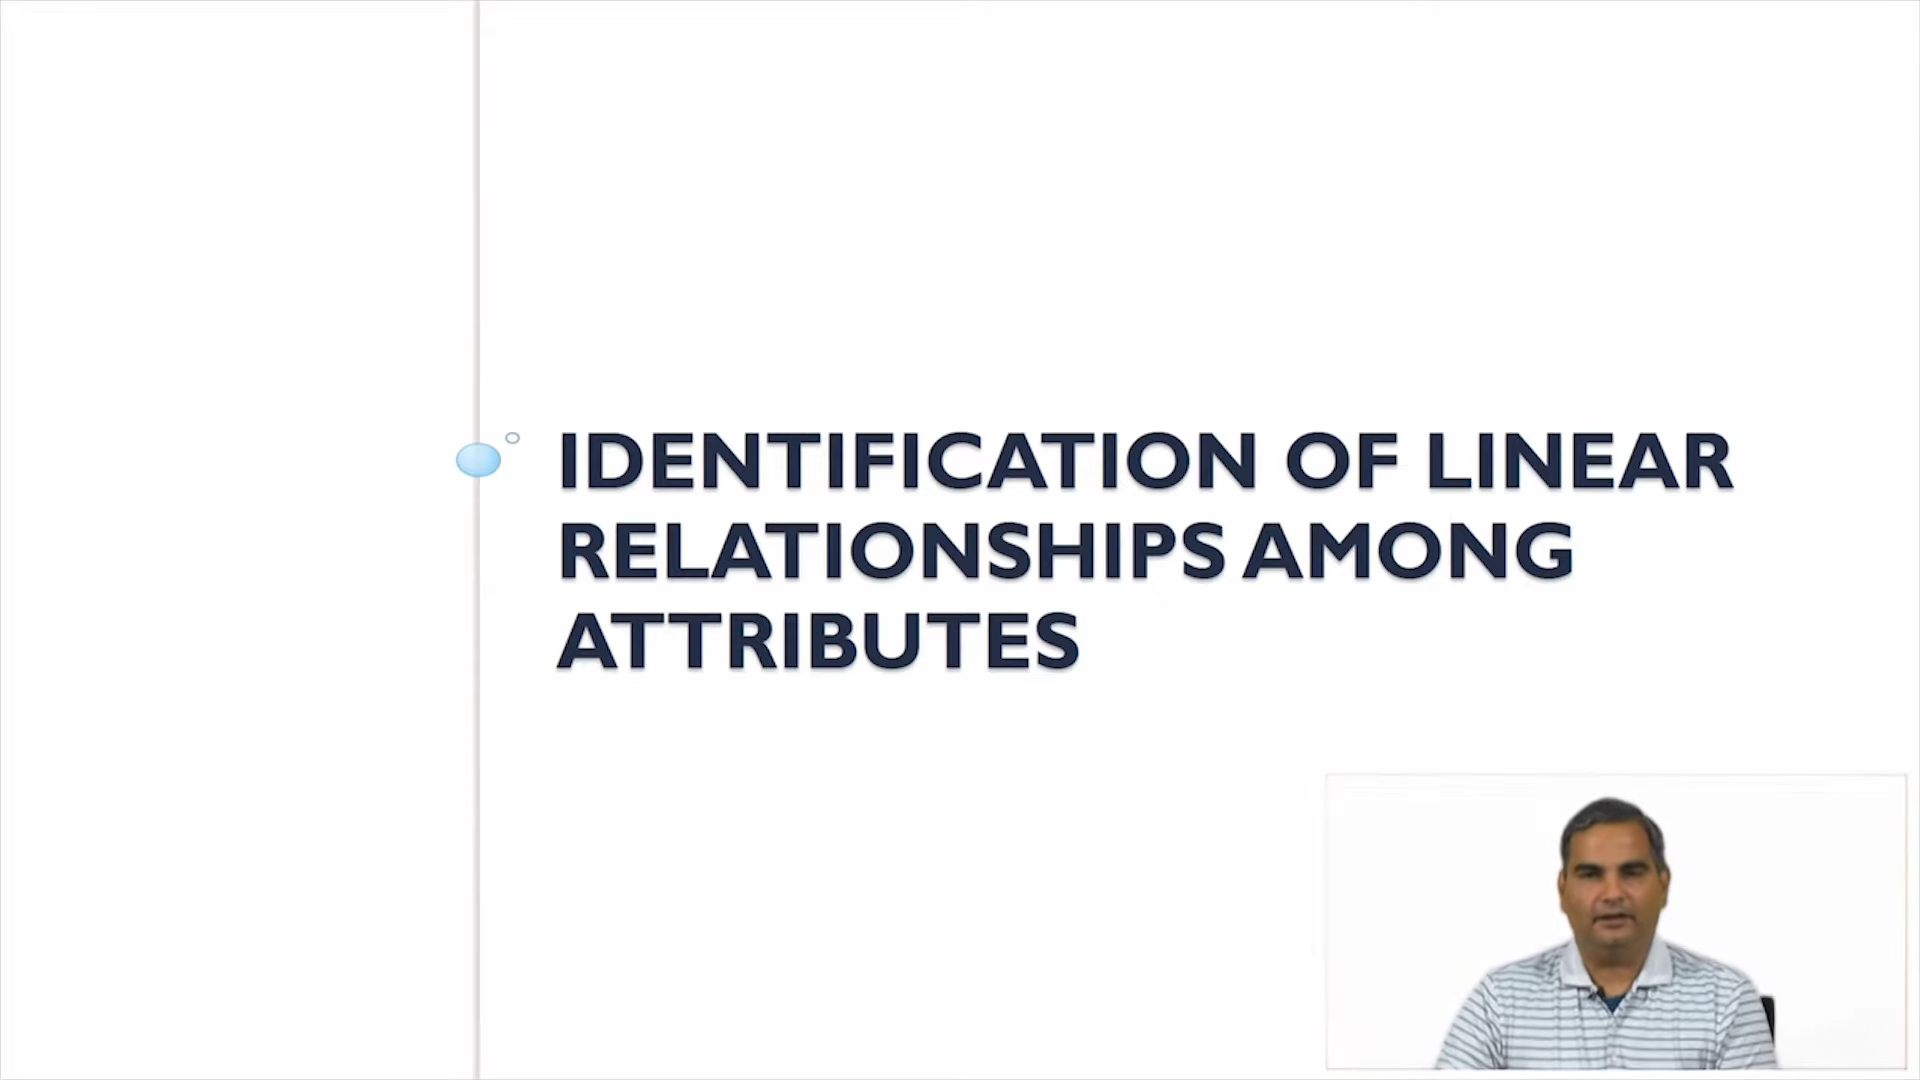 IDENTIFICATION OF LINEAR
RELATIONSHIPS AMONG
ATTRIBUTES